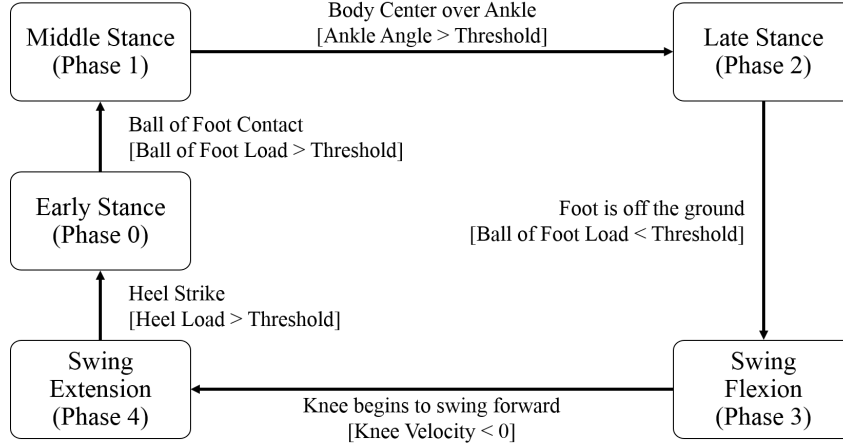 Body Center over Ankle
[Ankle Angle > Threshold]
Middle Stance
(Phase 1)
Late Stance
(Phase 2)
Ball of Foot Contact
[Ball of Foot Load > Threshold]
Early Stance
(Phase 0)
Foot is off the ground
[Ball of Foot Load < Threshold]
Heel Strike
[Heel Load > Threshold]
Swing
Extension
(Phase 4)
Swing
Flexion
(Phase 3)
Knee begins to swing forward
[Knee Velocity < 0]